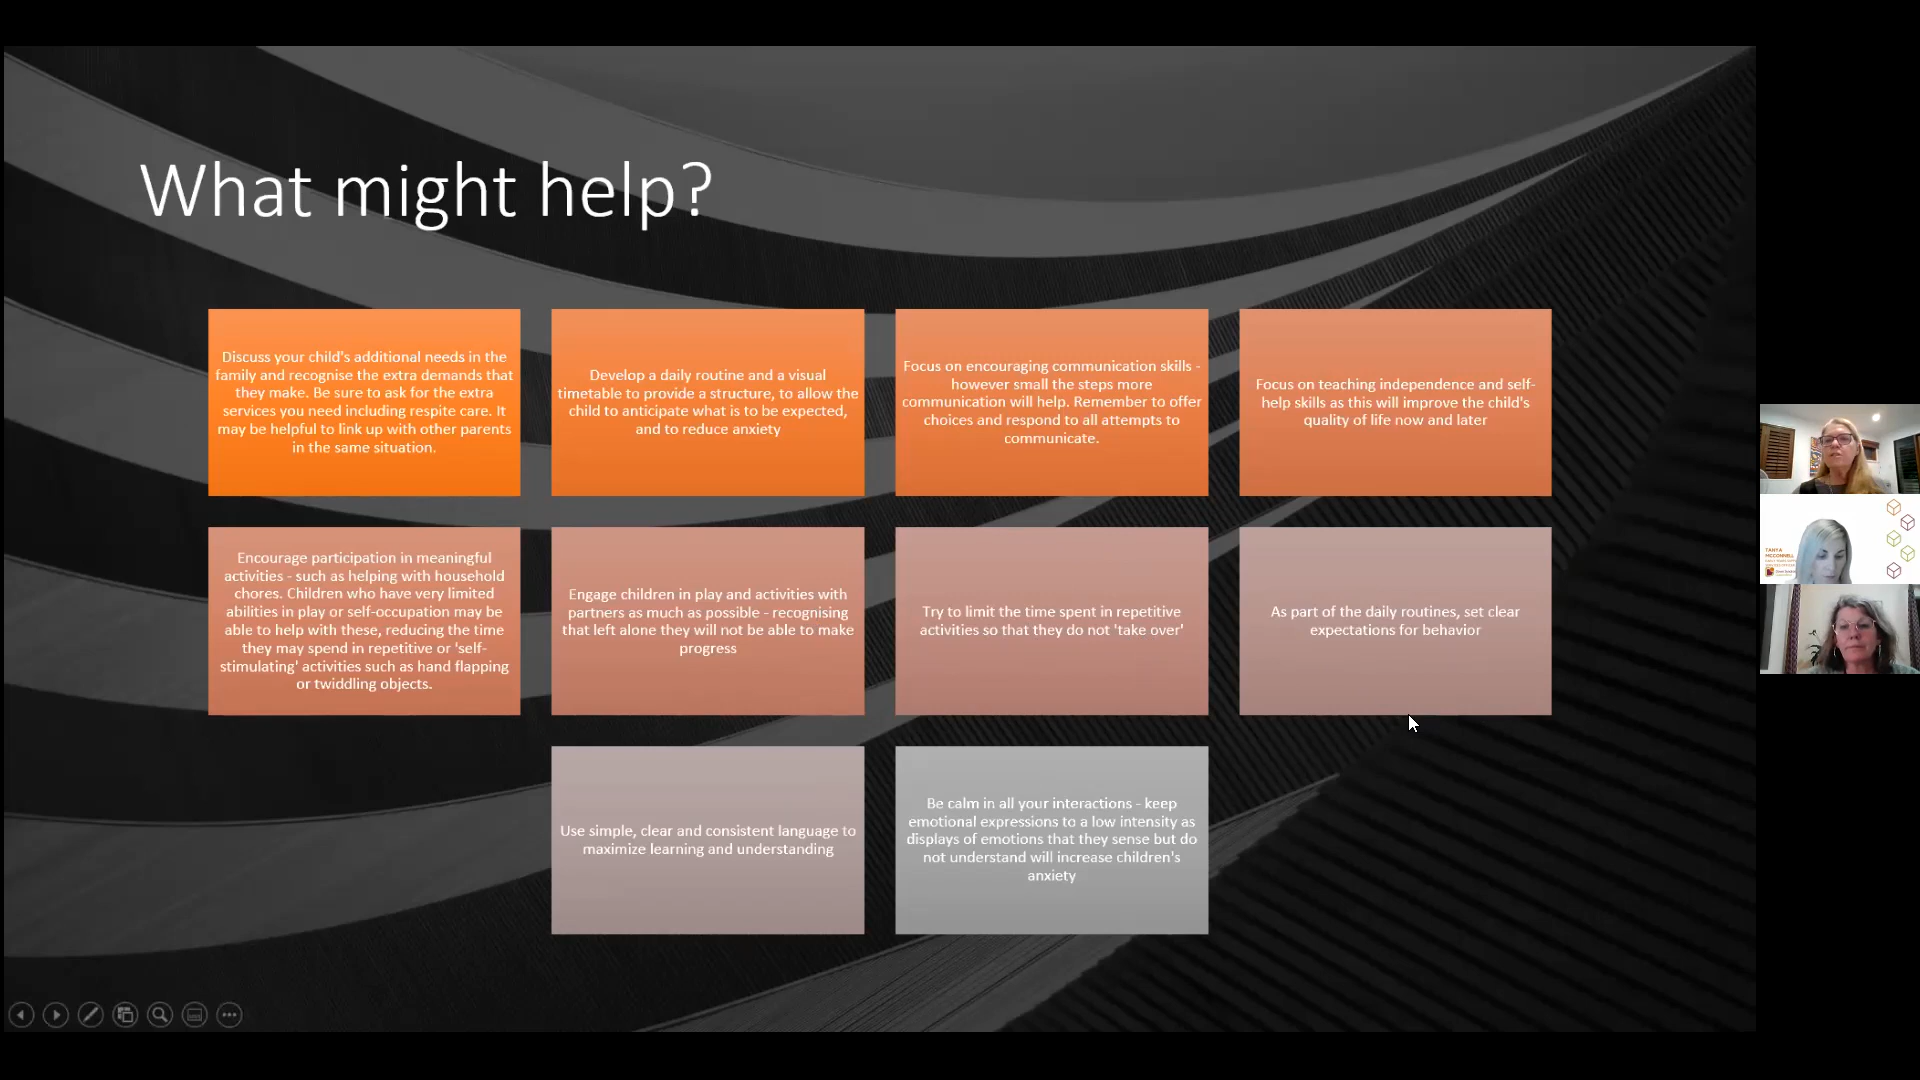 What might help?
Discuss your child's additional needs in the
family and recognise the extra demands that
they make. Be sure to ask for the extra
services you need including respite care. It
may be helpful to link up with other parents
in the same situation.
Develop a daily routine and a visual
timetable to provide a structure, to allow the
child to anticipate what is to be expected,
and to reduce anxiety
Focus on encouraging communication skills -
however small the steps more
communication will help. Remember to offer
choices and respond to all attempts to
communicate.
Focus on teaching independence and self-
help skills as this will improve the child's
quality of life now and later
Encourage participation in meaningful
activities - such as helping with household
chores. Children who have very limited
abilities in play or self-occupation may be
able to help with these, reducing the time
they may spend in repetitive or 'self-
stimulating' activities such as hand flapping
or twiddling objects.
Engage children in play and activities with
partners as much as possible - recognising
that left alone they will not be able to make
progress
Try to limit the time spent in repetitive
activities so that they do not 'take over'
As part of the daily routines, set clear
expectations for behavior
Use simple, clear and consistent language to
maximize learning and understanding
Be calm in all your interactions - keep
emotional expressions to a low intensity as
displays of emotions that they sense but do
not understand will increase children's
anxiety
TANYA
MCCONNELL